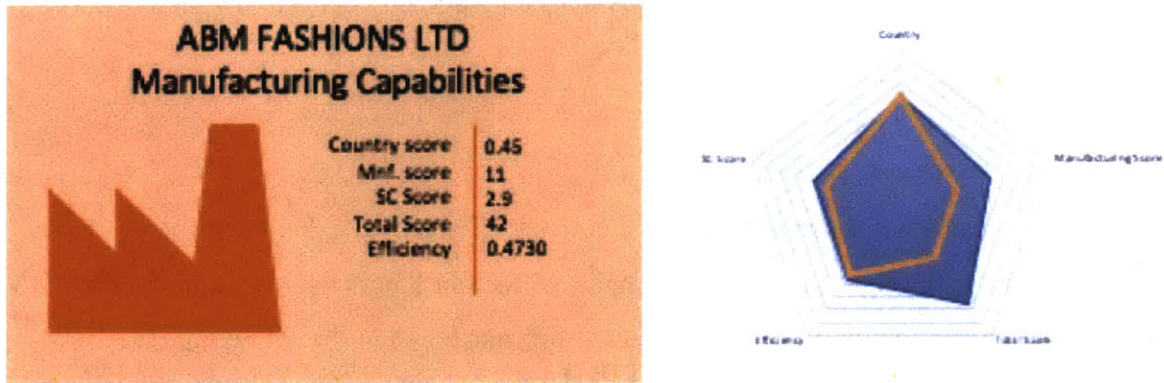 ABM FASHIONS LTD
Manufacturing Capabilities
Country score 0.45
Mnf. score 11
SC Score 2.9
Total Score 42
Efficiency 0.4730
Country
SC Score
Manufacturing Score
Efficiency
Total Score